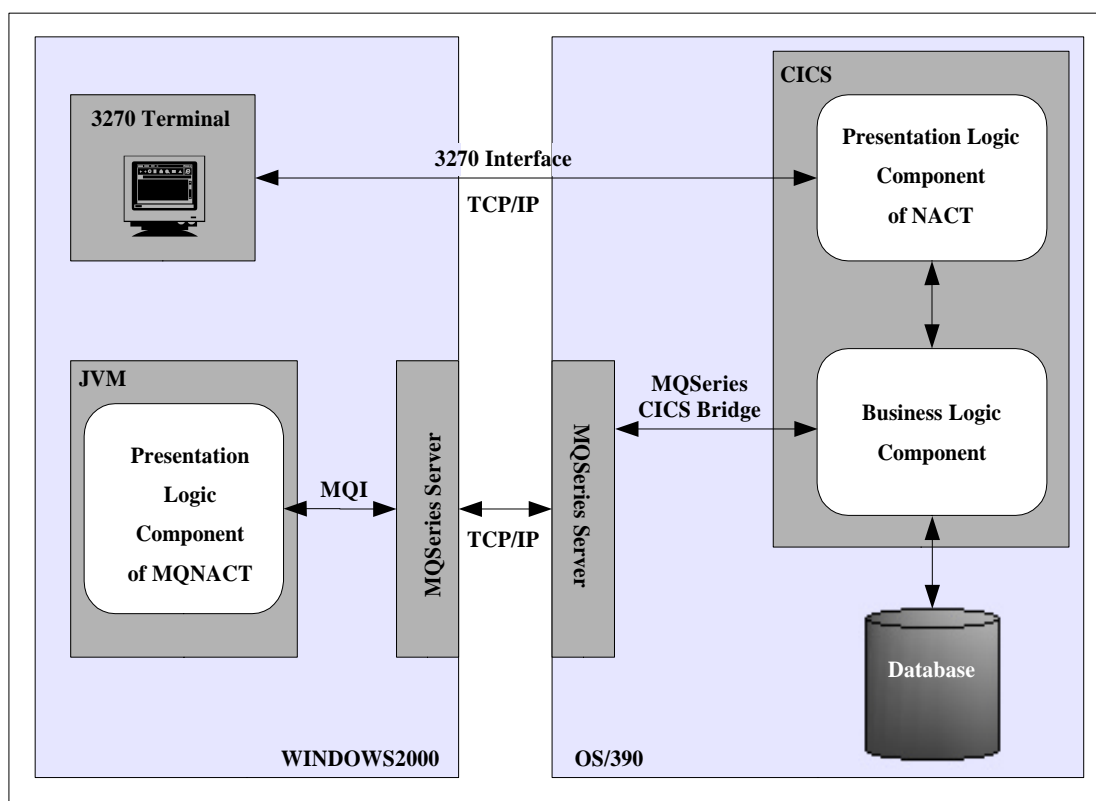 CICS
3270 Terminal
Presentation Logic
Component
of NACT
3270 Interface
TCP/IP
JVM
Presentation
Logic
Component
of MQNACT
MQI
MQSeries Server
TCP/IP
MQSeries Server
MQSeries
CICS Bridge
Business Logic
Component
Database
WINDOWS2000
OS/390